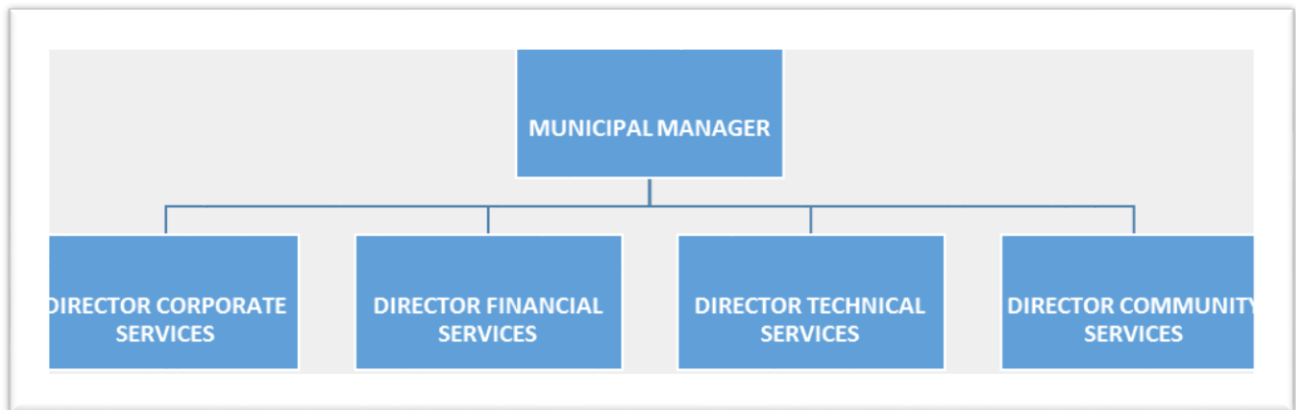 MUNICIPAL MANAGER
DIRECTOR CORPORATE
SERVICES
DIRECTOR FINANCIAL
SERVICES
DIRECTOR TECHNICAL
SERVICES
DIRECTOR COMMUNITY
SERVICES